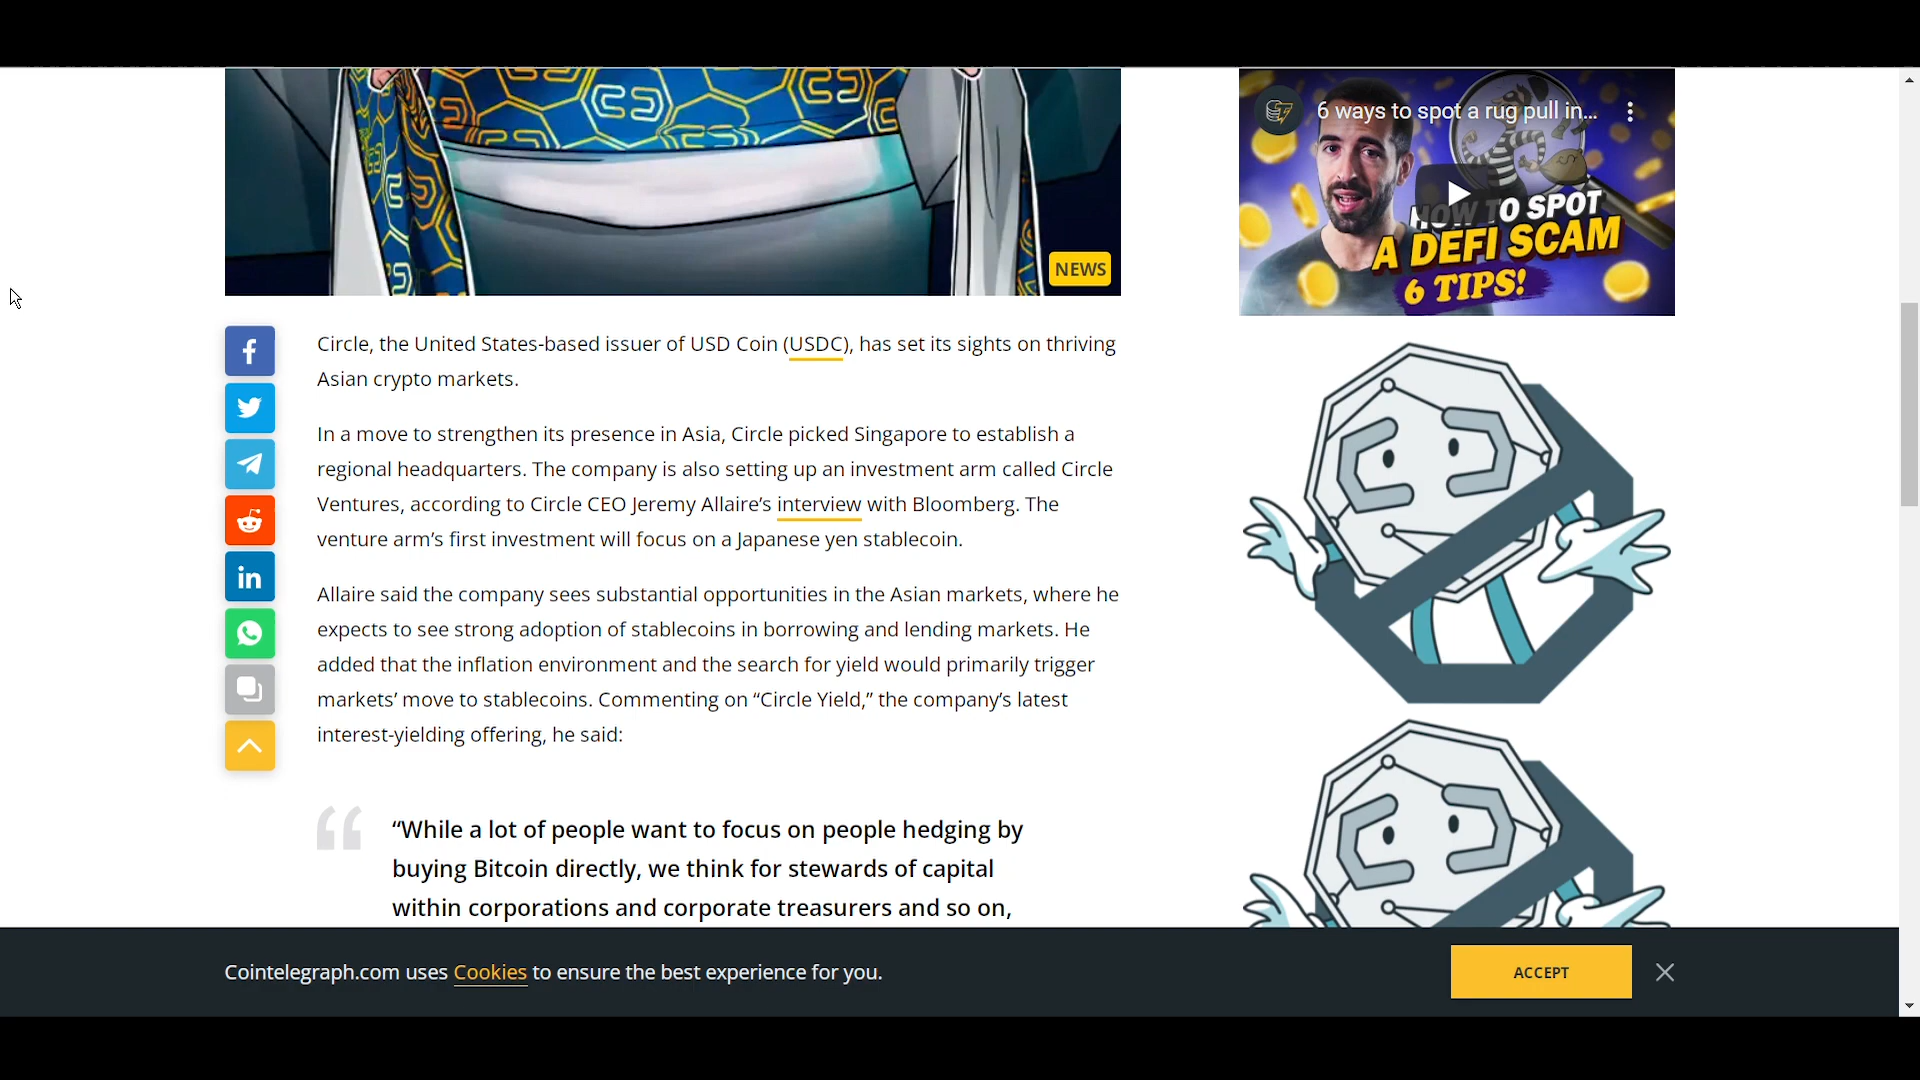 NEWS
6 ways to spot a rug pull in...
HOW TO SPOT
A DEFI SCAM
6 TIPS!
Circle, the United States-based issuer of USD Coin (USDC), has set its sights on thriving
Asian crypto markets.
In a move to strengthen its presence in Asia, Circle picked Singapore to establish a
regional headquarters. The company is also setting up an investment arm called Circle
Ventures, according to Circle CEO Jeremy Allaire’s interview with Bloomberg. The
venture arm’s first investment will focus on a Japanese yen stablecoin.
Allaire said the company sees substantial opportunities in the Asian markets, where he
expects to see strong adoption of stablecoins in borrowing and lending markets. He
added that the inflation environment and the search for yield would primarily trigger
markets’ move to stablecoins. Commenting on “Circle Yield,” the company’s latest
interest-yielding offering, he said:
“While a lot of people want to focus on people hedging by
buying Bitcoin directly, we think for stewards of capital
within corporations and corporate treasurers and so on,
Cointelegraph.com uses Cookies to ensure the best experience for you.
ACCEPT